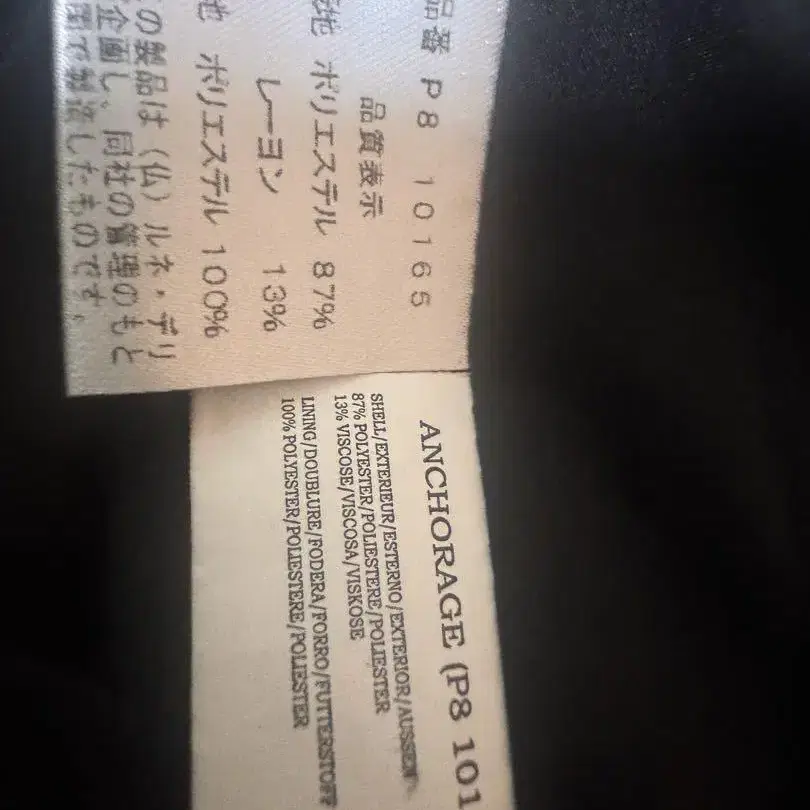 品番 P8 10165
品質表示
地 ポリエステル 87%
レーヨン 13%
地 ポリエステル 100%
の製品は（仏）ルネ・デリ
企画し、同社の管理のもと
で製造したものです。
ANCHORAGE (P8 101
SHELL/EXTERIEUR/ESTERNO/EXTERIOR/AUSSEN
87% POLYESTER/POLIESTERE/POLIESTER
13% VISCOSE/VISCOSA/VISKOSE
LINING/DOUBLURE/FODERA/FORRO/FUTTERSTOFF
100% POLYESTER/POLIESTERE/POLIESTER